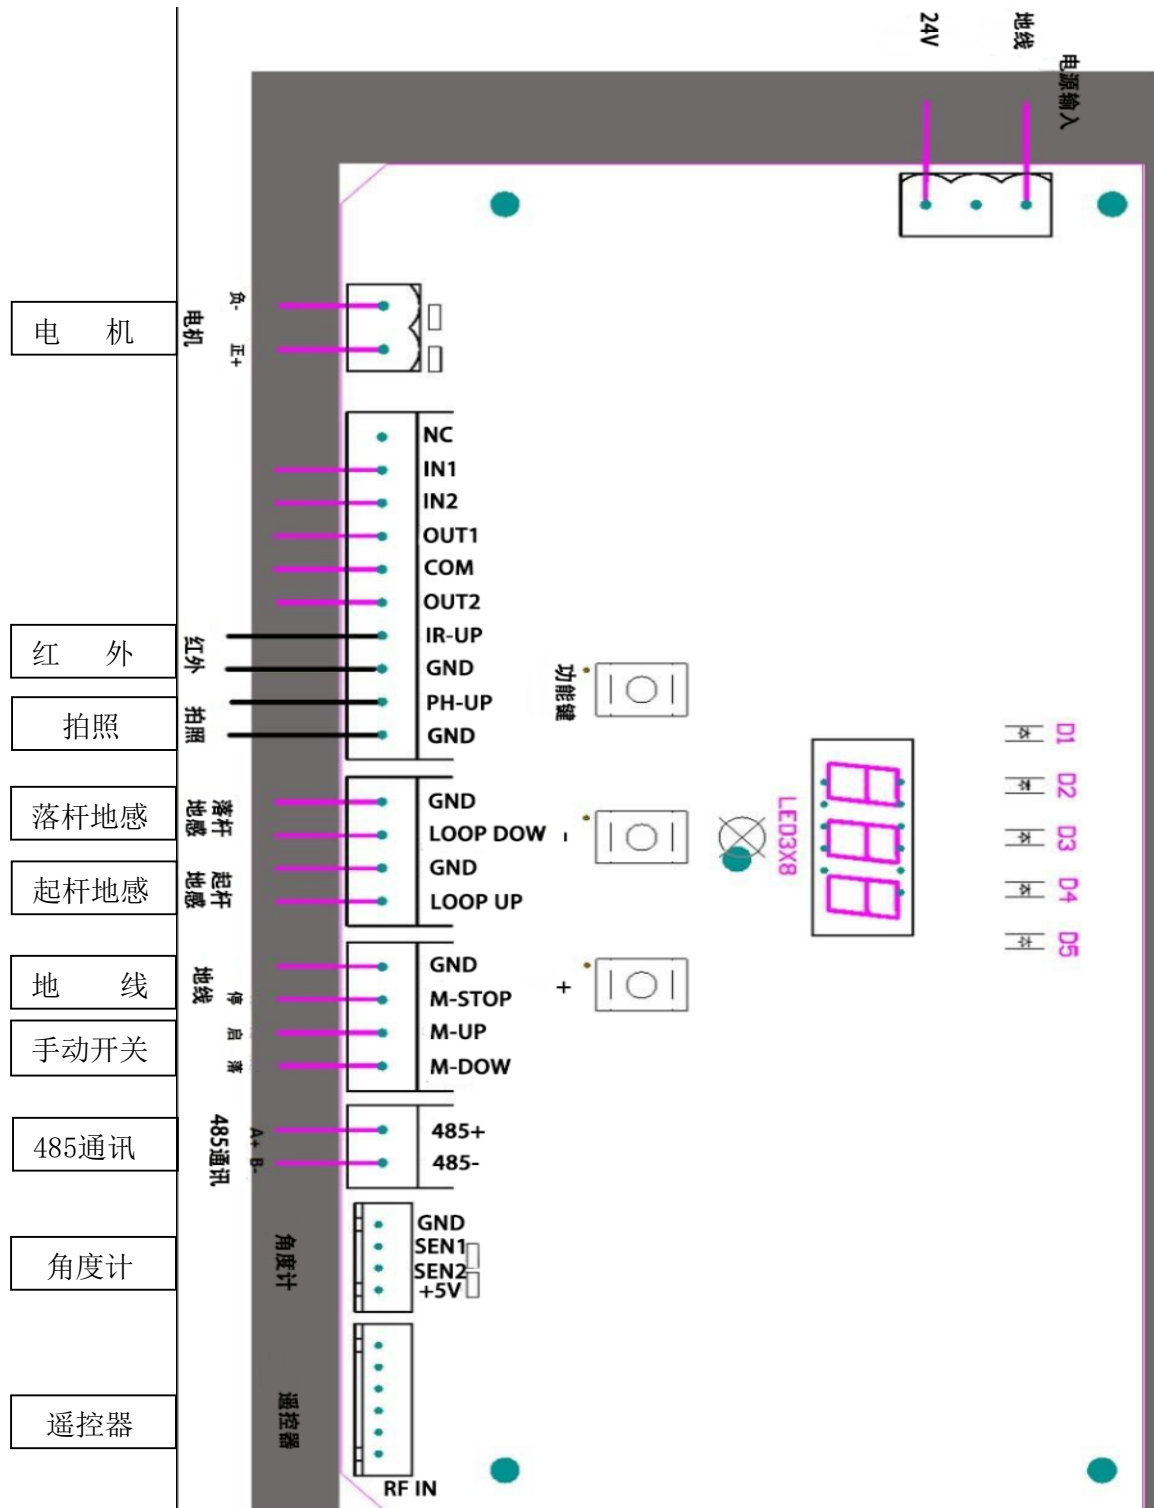 24V
地线
电源输入
电 机
电机
负-
正+
NC
IN1
IN2
OUT1
COM
OUT2
红 外
红外
IR-UP
GND
拍照
拍照
PH-UP
GND
功能键
落杆地感
落杆
地感
GND
LOOP DOW
-
起杆地感
起杆
地感
GND
LOOP UP
LED3X8
D1
D2
D3
D4
D5
地 线
地线
GND
停
M-STOP
+
手动开关
启
M-UP
落
M-DOW
485通讯
485通讯
A+
B-
485+
485-
角度计
角度计
GND
SEN1
SEN2
+5V
遥控器
遥控器
RF IN